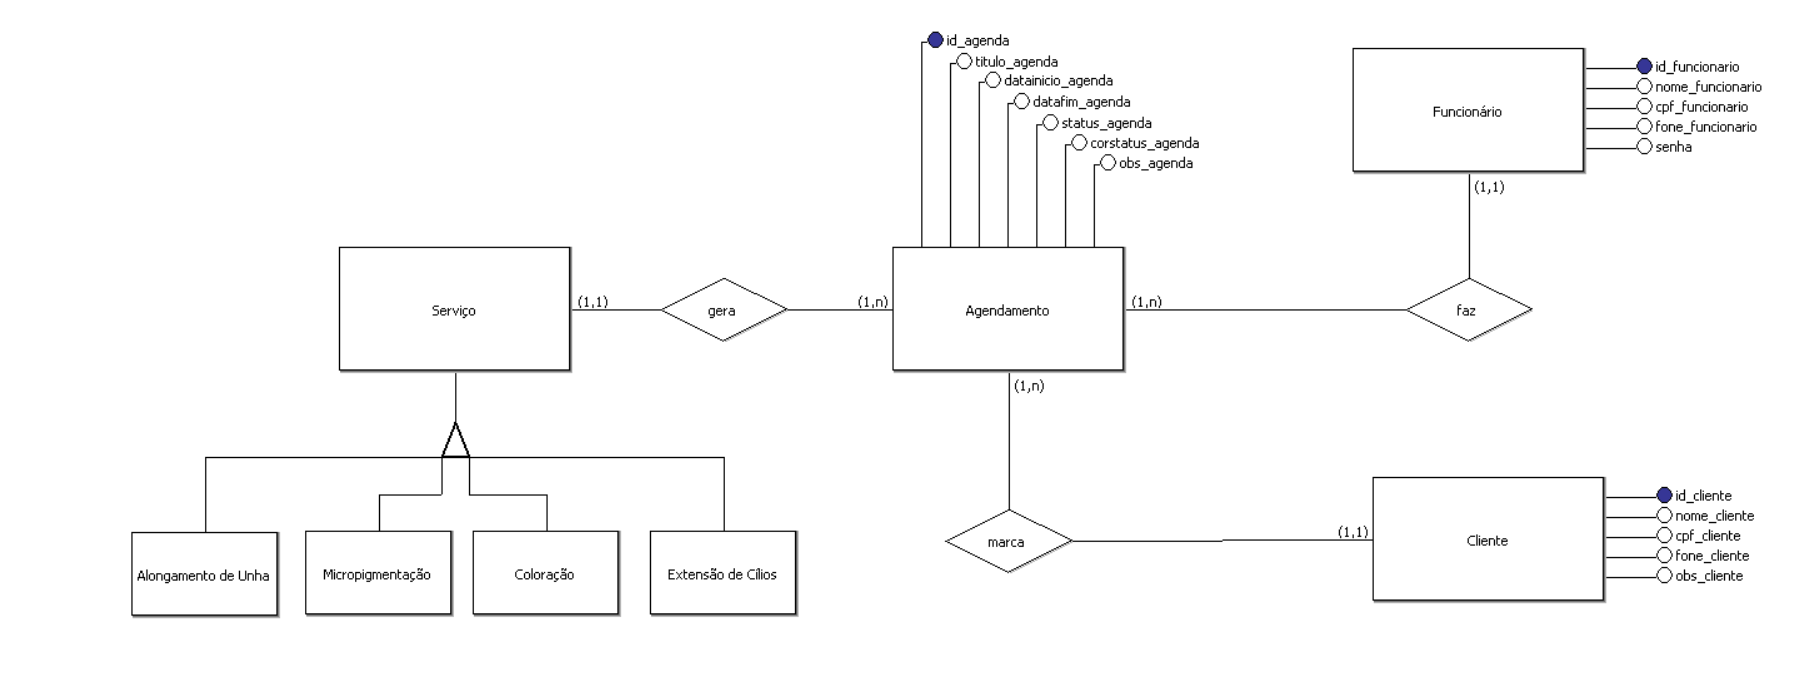 id_agenda
titulo_agenda
datainicio_agenda
datafim_agenda
status_agenda
corstatus_agenda
obs_agenda
Funcionário
id_funcionario
nome_funcionario
cpf_funcionario
fone_funcionario
senha
(1,1)
Serviço
(1,1)
gera
(1,n)
Agendamento
(1,n)
faz
(1,n)
marca
(1,1)
Cliente
id_cliente
nome_cliente
cpf_cliente
fone_cliente
obs_cliente
Alongamento de Unha
Micropigmentação
Coloração
Extensão de Cílios